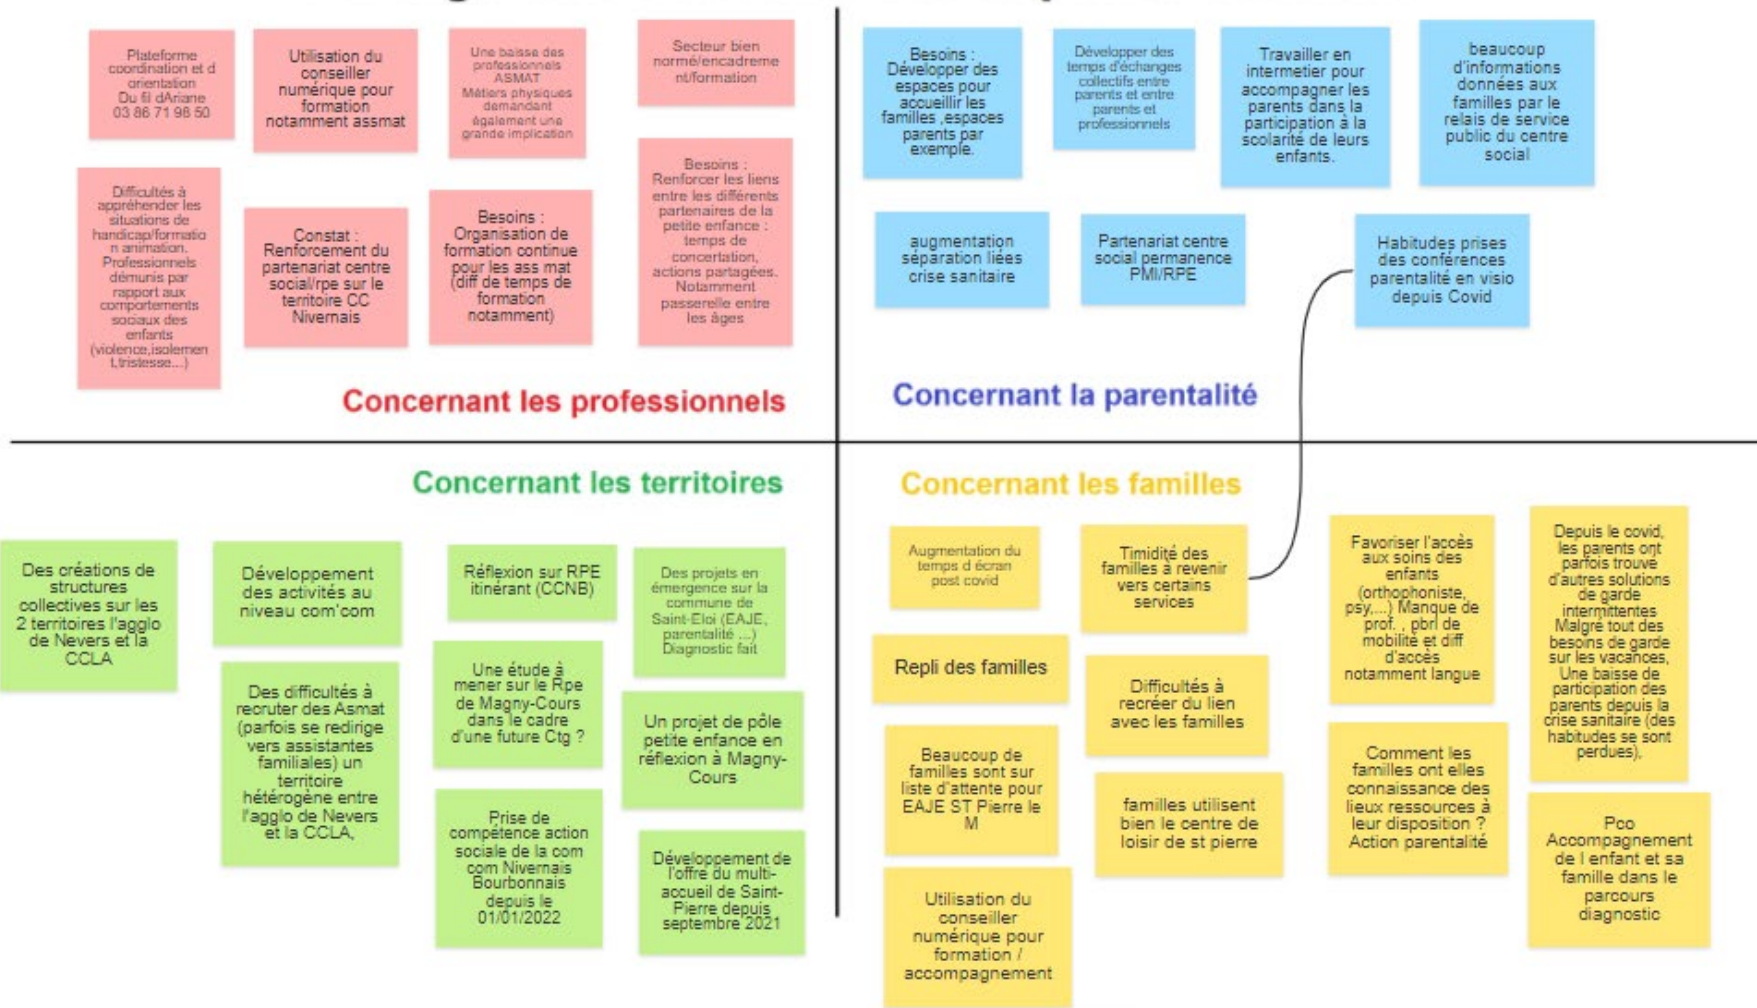 Plateforme
coordination et d
orientation
Du fil dAriane
03 86 71 98 50
Utilisation du
conseiller
numérique pour
formation
notamment assmat
Une baisse des
professionnels
ASMAT
Métiers physiques
demandant
également une
grande implication
Secteur bien
normé/encadreme
nt/formation
Difficultés à
appréhender les
situations de
handicap/formatio
n animation.
Professionnels
démunis par
rapport aux
comportements
sociaux des
enfants
(violence,isolemen
t,tristesse...)
Constat :
Renforcement du
partenariat centre
social/rpe sur le
territoire CC
Nivernais
Besoins :
Organisation de
formation continue
pour les ass mat
(diff de temps de
formation
notamment)
Besoins :
Renforcer les liens
entre les différents
partenaires de la
petite enfance :
temps de
concertation,
actions partagées.
Notamment
passerelle entre
les âges
Concernant les professionnels
Besoins :
Développer des
espaces pour
accueillir les
familles ,espaces
parents par
exemple.
Développer des
temps d'échanges
collectifs entre
parents et entre
parents et
professionnels
Travailler en
intermetier pour
accompagner les
parents dans la
participation à la
scolarité de leurs
enfants.
beaucoup
d'informations
données aux
familles par le
relais de service
public du centre
social
augmentation
séparation liées
crise sanitaire
Partenariat centre
social permanence
PMI/RPE
Habitudes prises
des conférences
parentalité en visio
depuis Covid
Concernant la parentalité
Concernant les territoires
Des créations de
structures
collectives sur les
2 territoires l'agglo
de Nevers et la
CCLA
Développement
des activités au
niveau com'com
Réflexion sur RPE
itinérant (CCNB)
Des projets en
émergence sur la
commune de
Saint-Eloi (EAJE,
parentalité ...)
Diagnostic fait
Des difficultés à
recruter des Asmat
(parfois se redirige
vers assistantes
familiales) un
territoire
hétérogène entre
l'agglo de Nevers
et la CCLA,
Une étude à
mener sur le Rpe
de Magny-Cours
dans le cadre
d'une future Ctg ?
Un projet de pôle
petite enfance en
réflexion à Magny-
Cours
Prise de
compétence action
sociale de la com
com Nivernais
Bourbonnais
depuis le
01/01/2022
Développement de
l'offre du multi-
accueil de Saint-
Pierre depuis
septembre 2021
Concernant les familles
Augmentation du
temps d écran
post covid
Timidité des
familles à revenir
vers certains
services
Favoriser l'accès
aux soins des
enfants
(orthophoniste,
psy,...) Manque de
prof. , pbrl de
mobilité et diff
d'accès
notamment langue
Depuis le covid,
les parents ont
parfois trouve
d'autres solutions
de garde
intermittentes
Malgré tout des
besoins de garde
sur les vacances,
Une baisse de
participation des
parents depuis la
crise sanitaire (des
habitudes se sont
perdues),
Repli des familles
Difficultés à
recréer du lien
avec les familles
Beaucoup de
familles sont sur
liste d'attente pour
EAJE ST Pierre le
M
familles utilisent
bien le centre de
loisir de st pierre
Comment les
familles ont elles
connaissance des
lieux ressources à
leur disposition ?
Action parentalité
Pco
Accompagnement
de l enfant et sa
famille dans le
parcours
diagnostic
Utilisation du
conseiller
numérique pour
formation /
accompagnement